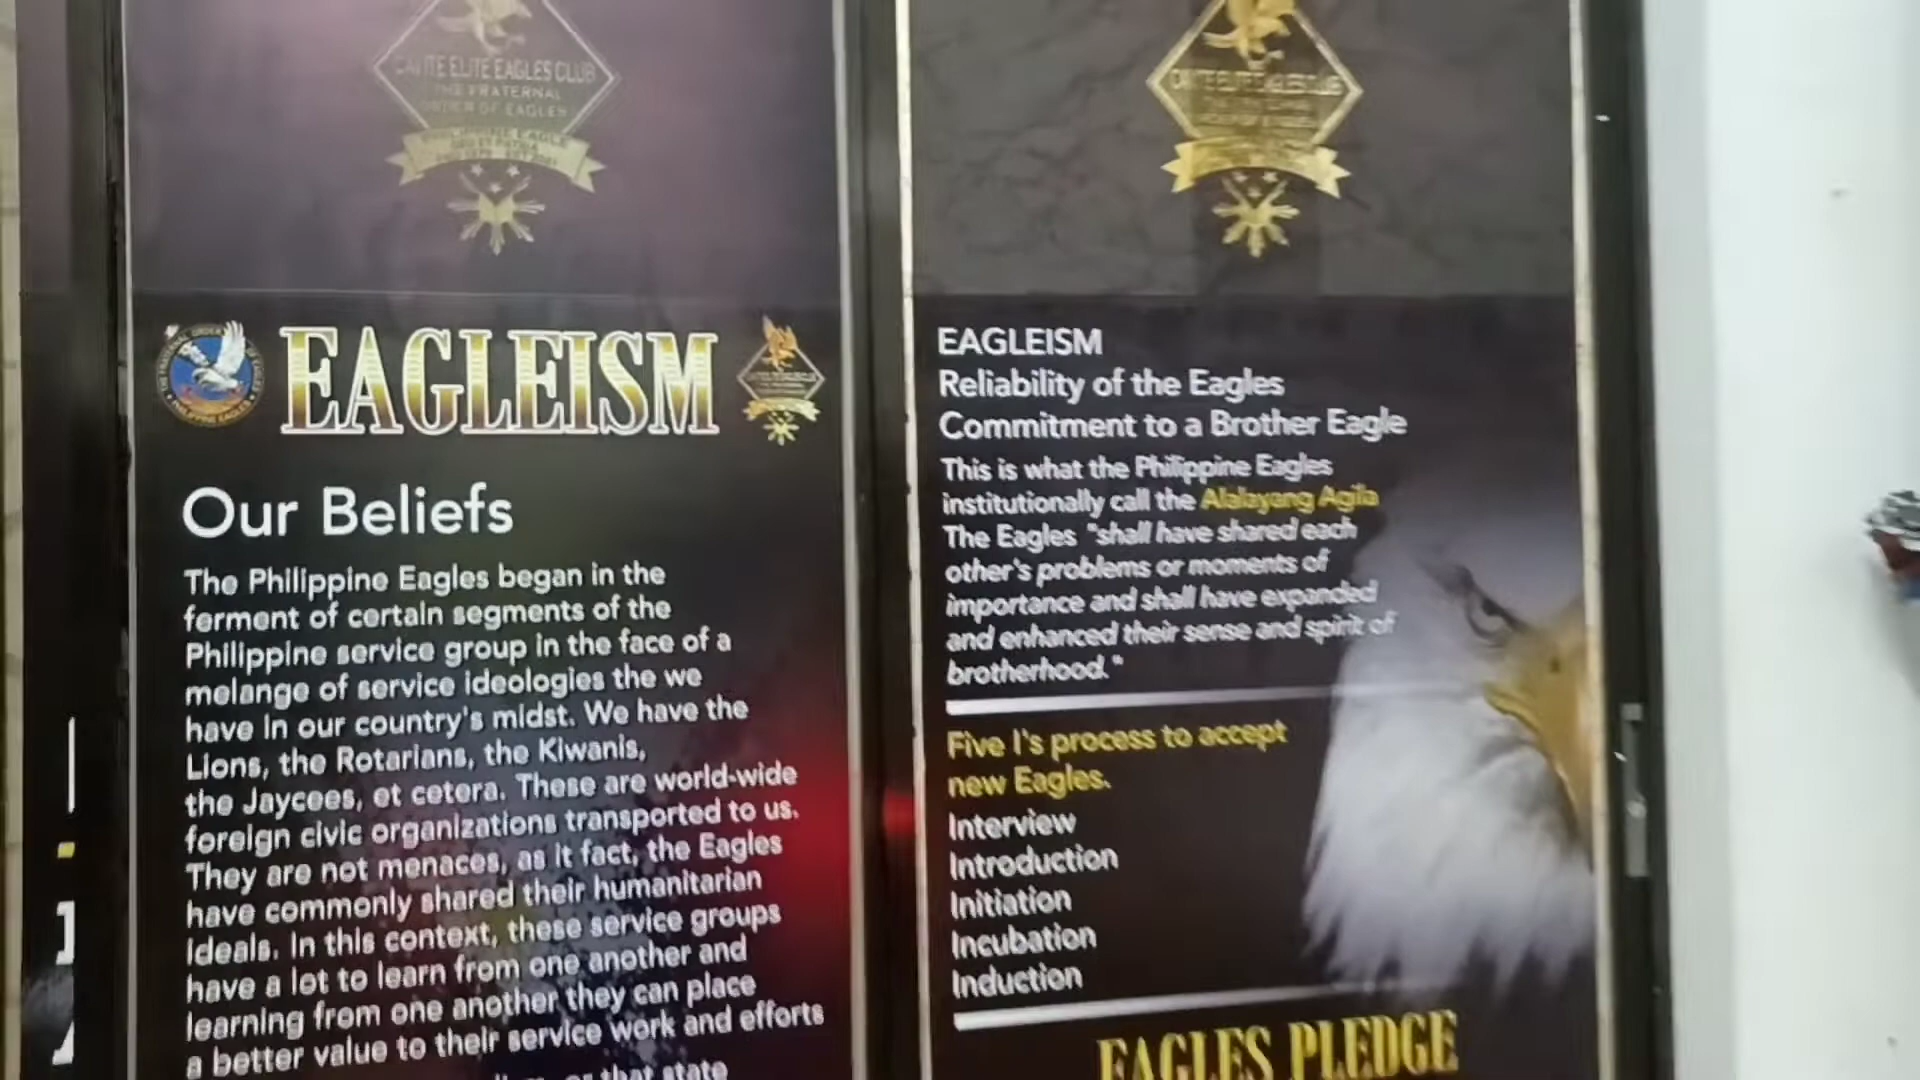 CAVITE ELITE EAGLES CLUB
THE FRATERNAL
ORDER OF EAGLES
EAGLEISM
Our Beliefs
The Philippine Eagles began in the
ferment of certain segments of the
Philippine service group in the face of a
melange of service ideologies the we
have in our country's midst. We have the
Lions, the Rotarians, the Kiwanis,
the Jaycees, et cetera. These are world-wide
foreign civic organizations transported to us.
They are not menaces, as it fact, the Eagles
have commonly shared their humanitarian
ideals. In this context, these service groups
have a lot to learn from one another and
learning from one another they can place
a better value to their service work and efforts
or that state
CAVITE ELITE EAGLES CLUB
EAGLEISM
Reliability of the Eagles
Commitment to a Brother Eagle
This is what the Philippine Eagles
institutionally call the Alalayang Agila
The Eagles "shall have shared each
other's problems or moments of
importance and shall have expanded
and enhanced their sense and spirit of
brotherhood."
Five I's process to accept
new Eagles.
Interview
Introduction
Initiation
Incubation
Induction
EAGLES PLEDGE